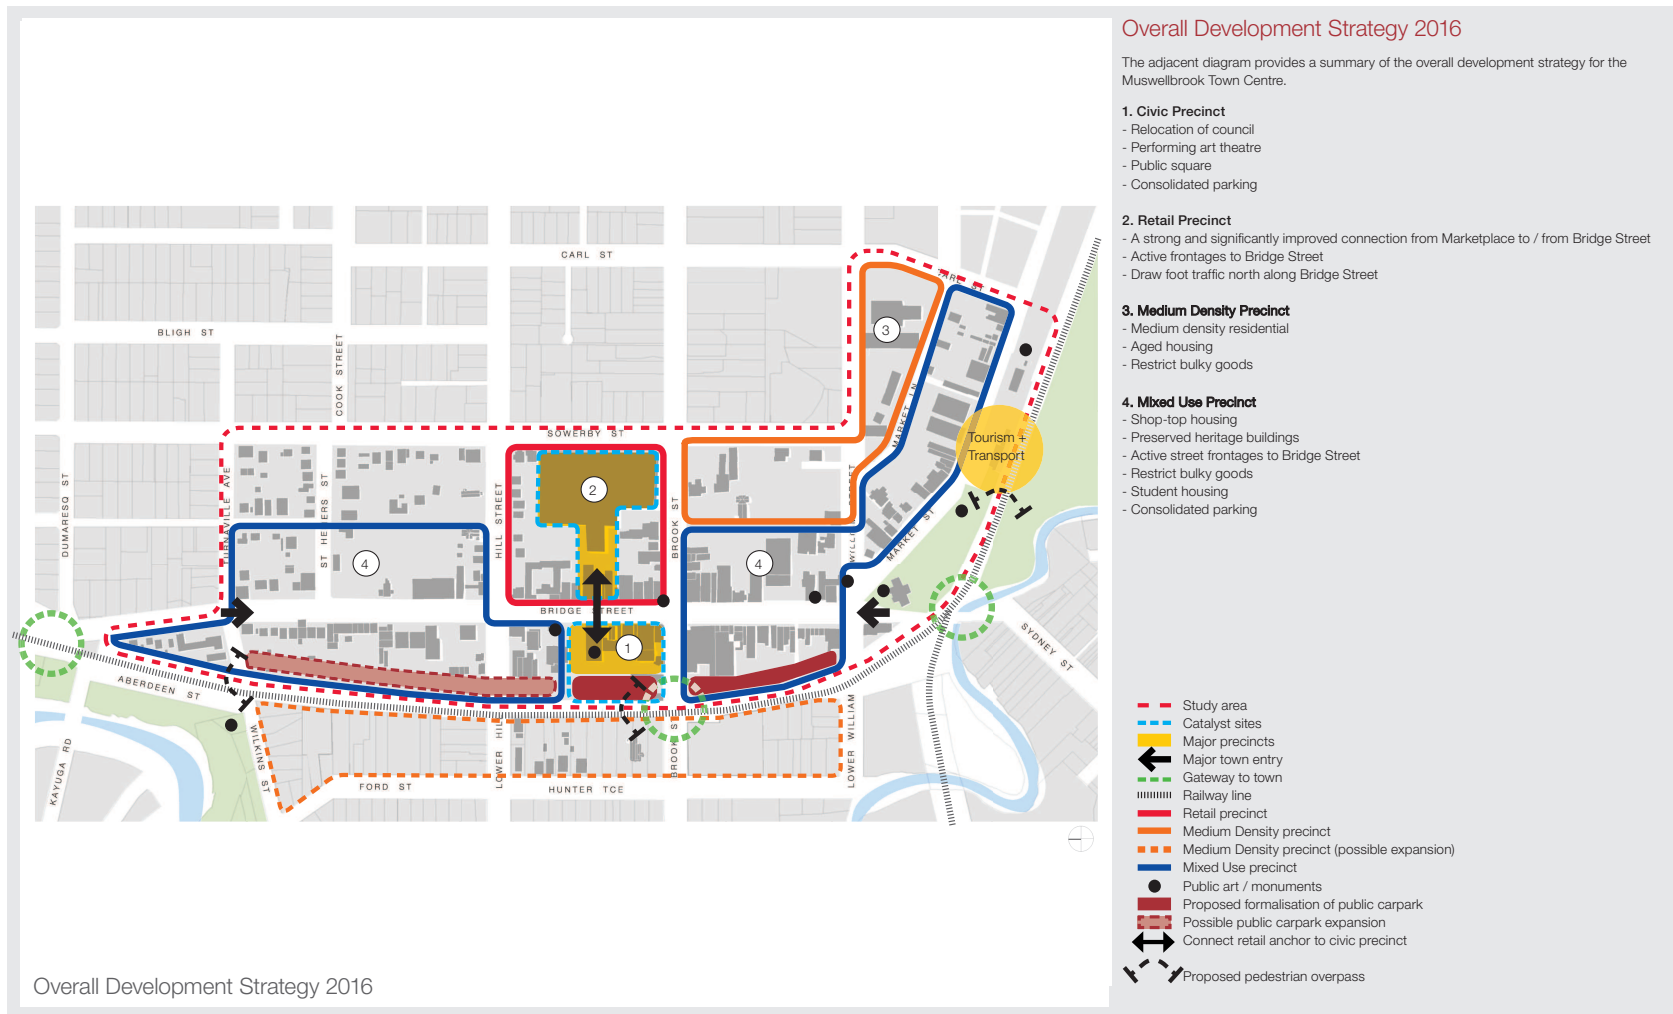 Overall Development Strategy 2016
The adjacent diagram provides a summary of the overall development strategy for the
Muswellbrook Town Centre.
1. Civic Precinct
- Relocation of council
- Performing art theatre
- Public square
- Consolidated parking
2. Retail Precinct
- A strong and significantly improved connection from Marketplace to / from Bridge Street
- Active frontages to Bridge Street
- Draw foot traffic north along Bridge Street
3. Medium Density Precinct
- Medium density residential
- Aged housing
- Restrict bulky goods
4. Mixed Use Precinct
- Shop-top housing
- Preserved heritage buildings
- Active street frontages to Bridge Street
- Restrict bulky goods
- Student housing
- Consolidated parking
CARL ST
BLIGH ST
COOK STREET
SOWERBY ST
DUMARESQ ST
ST HELIERS ST
HILL STREET
BROOK ST
MARKET LN
MARKET ST
BRIDGE STREET
ABERDEEN ST
KAYUGA RD
WILKINS ST
FORD ST
HUNTER TCE
LOWER WILLIAM
SYDNEY ST
Tourism +
Transport
1
2
3
4
4
Study area
Catalyst sites
Major precincts
Major town entry
Gateway to town
Railway line
Retail precinct
Medium Density precinct
Medium Density precinct (possible expansion)
Mixed Use precinct
Public art / monuments
Proposed formalisation of public carpark
Possible public carpark expansion
Connect retail anchor to civic precinct
Proposed pedestrian overpass
Overall Development Strategy 2016